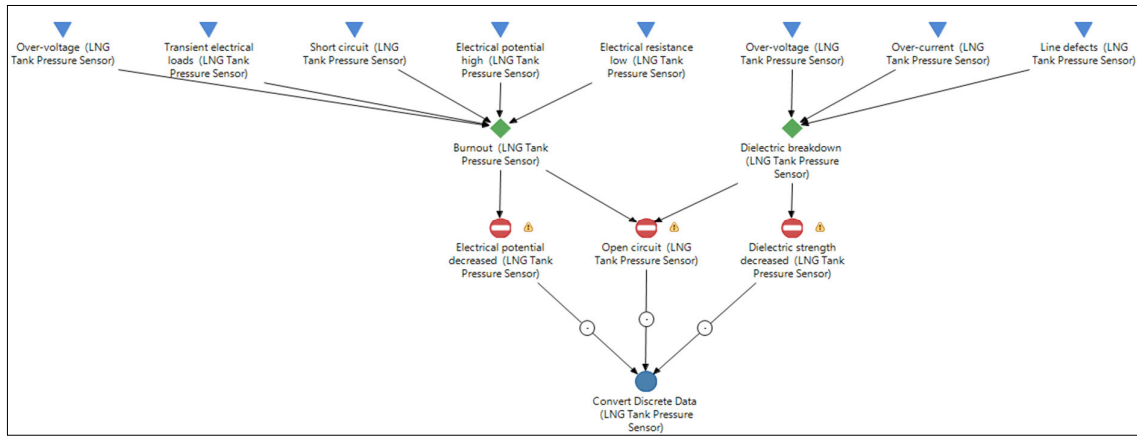 Over-voltage (LNG
Tank Pressure Sensor)
Transient electrical
loads (LNG Tank
Pressure Sensor)
Short circuit (LNG
Tank Pressure Sensor)
Electrical potential
high (LNG Tank
Pressure Sensor)
Electrical resistance
low (LNG Tank
Pressure Sensor)
Over-voltage (LNG
Tank Pressure Sensor)
Over-current (LNG
Tank Pressure Sensor)
Line defects (LNG
Tank Pressure Sensor)
Burnout (LNG Tank
Pressure Sensor)
Dielectric breakdown
(LNG Tank Pressure
Sensor)
Electrical potential
decreased (LNG Tank
Pressure Sensor)
Open circuit (LNG
Tank Pressure Sensor)
Dielectric strength
decreased (LNG Tank
Pressure Sensor)
Convert Discrete Data
(LNG Tank Pressure
Sensor)